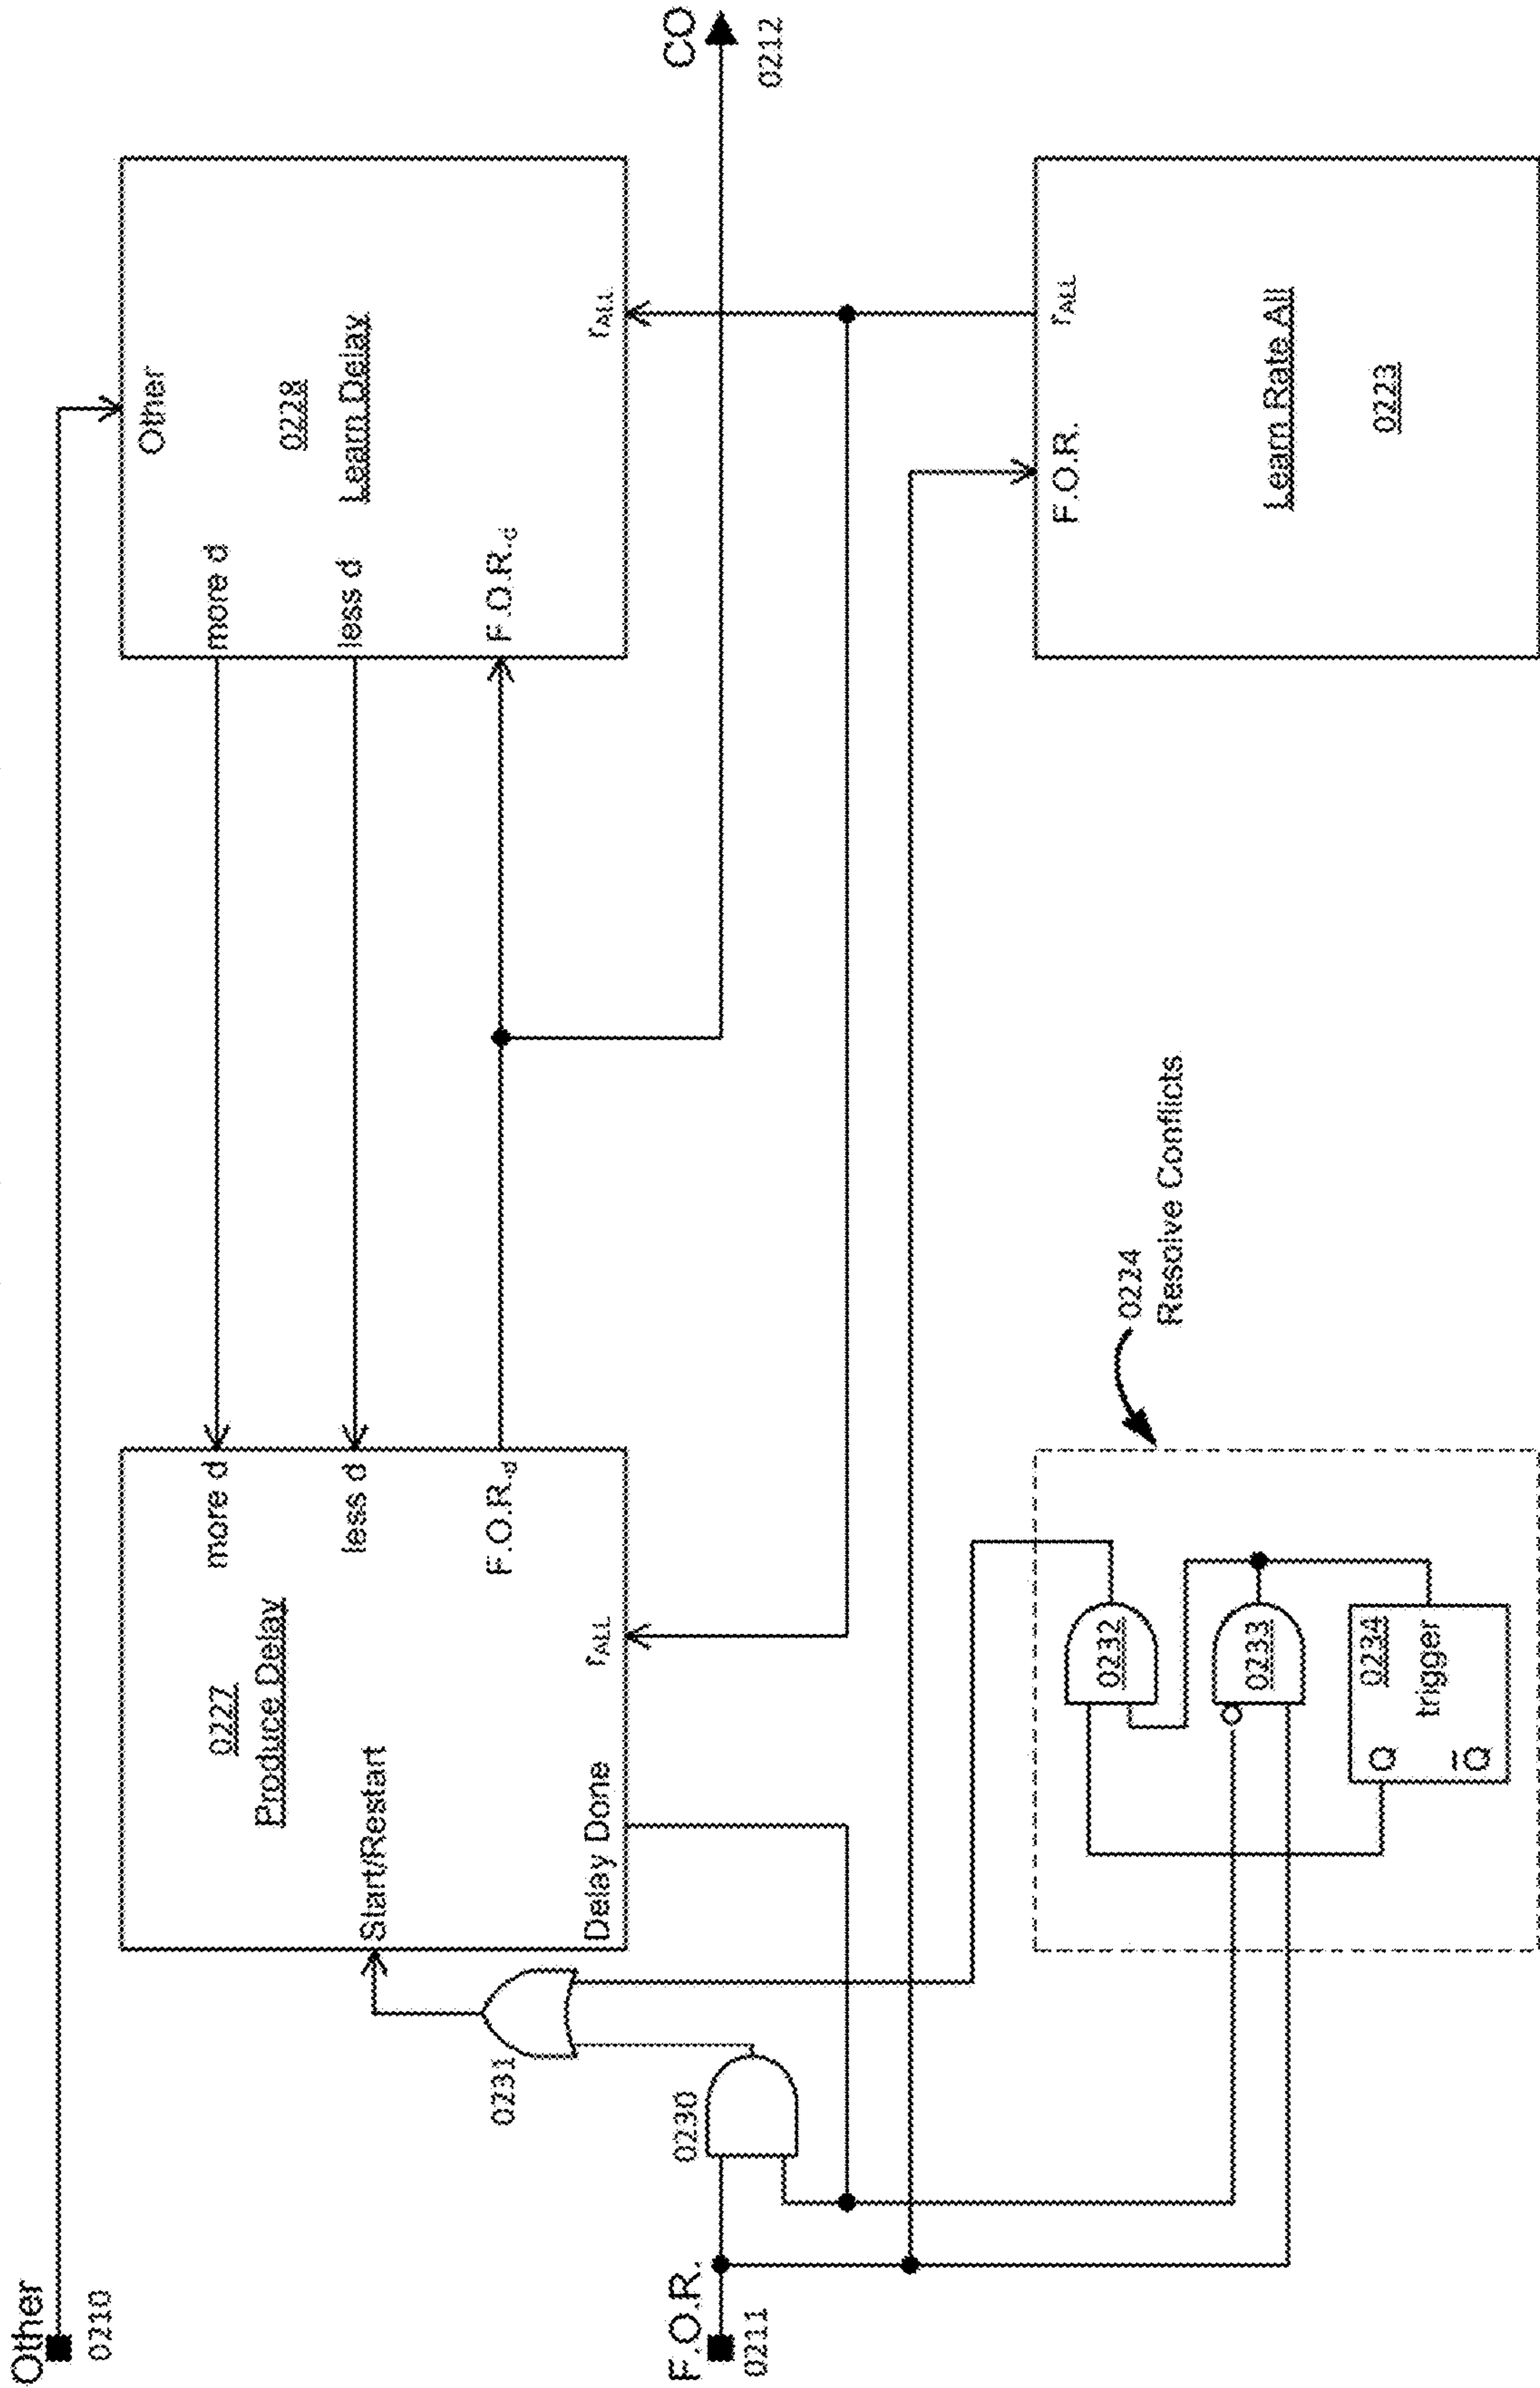 Other
0210
Other
0228
Learn Delay
more d
less d
F.O.R.d
rALL
0227
Produce Delay
more d
less d
F.O.R.d
Start/Restart
Delay Done
rALL
CO
0212
0231
0230
F.O.R.
0211
0224
Resolve Conflicts
0232
0233
0234
trigger
Q
Q̅
F.O.R.
rALL
Learn Rate All
0223